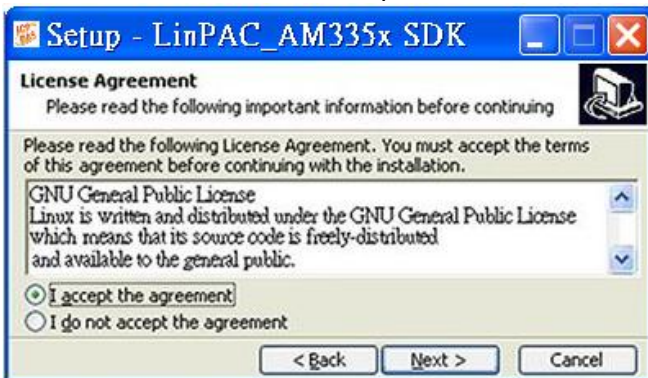 Setup - LinPAC_AM335x SDK
License Agreement
Please read the following important information before continuing
Please read the following License Agreement. You must accept the terms
of this agreement before continuing with the installation.
GNU General Public License
Linux is written and distributed under the GNU General Public License
which means that its source code is freely-distributed
and available to the general public.
I accept the agreement
I do not accept the agreement
< Back Next > Cancel